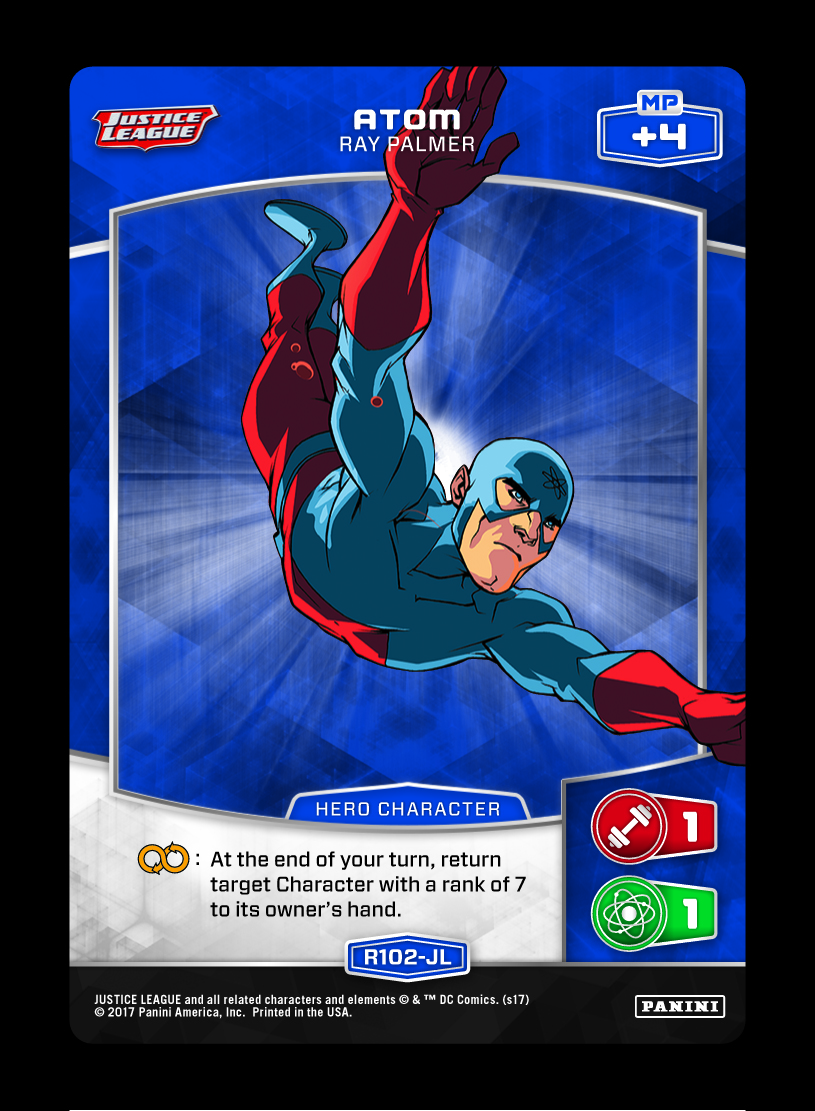 JUSTICE
LEAGUE
ATOM
RAY PALMER
MP
+4
HERO CHARACTER
: At the end of your turn, return
target Character with a rank of 7
to its owner’s hand.
1
1
R102-JL
JUSTICE LEAGUE and all related characters and elements © & ™ DC Comics. (s17)
© 2017 Panini America, Inc. Printed in the USA.
PANINI